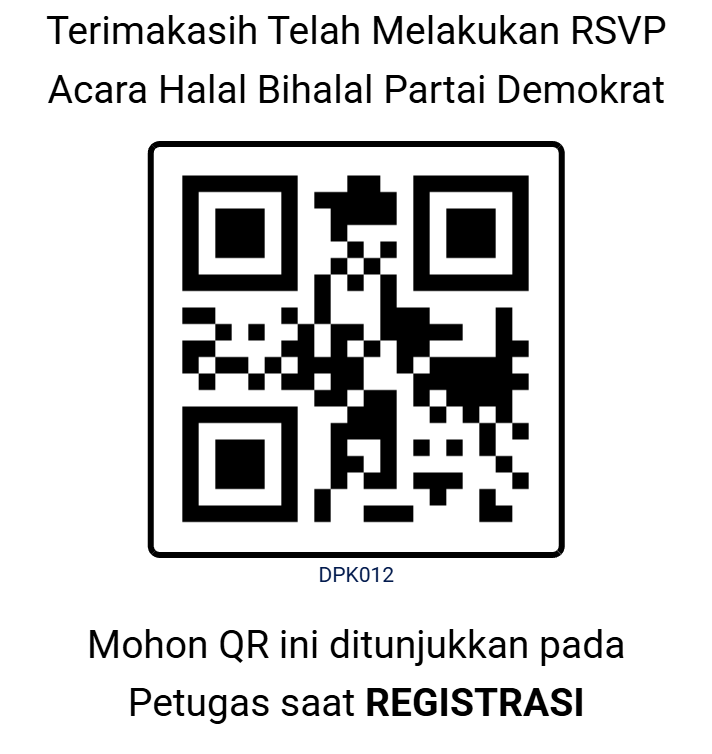 Terimakasih Telah Melakukan RSVP
Acara Halal Bihalal Partai Demokrat
DPK012
Mohon QR ini ditunjukkan pada
Petugas saat REGISTRASI